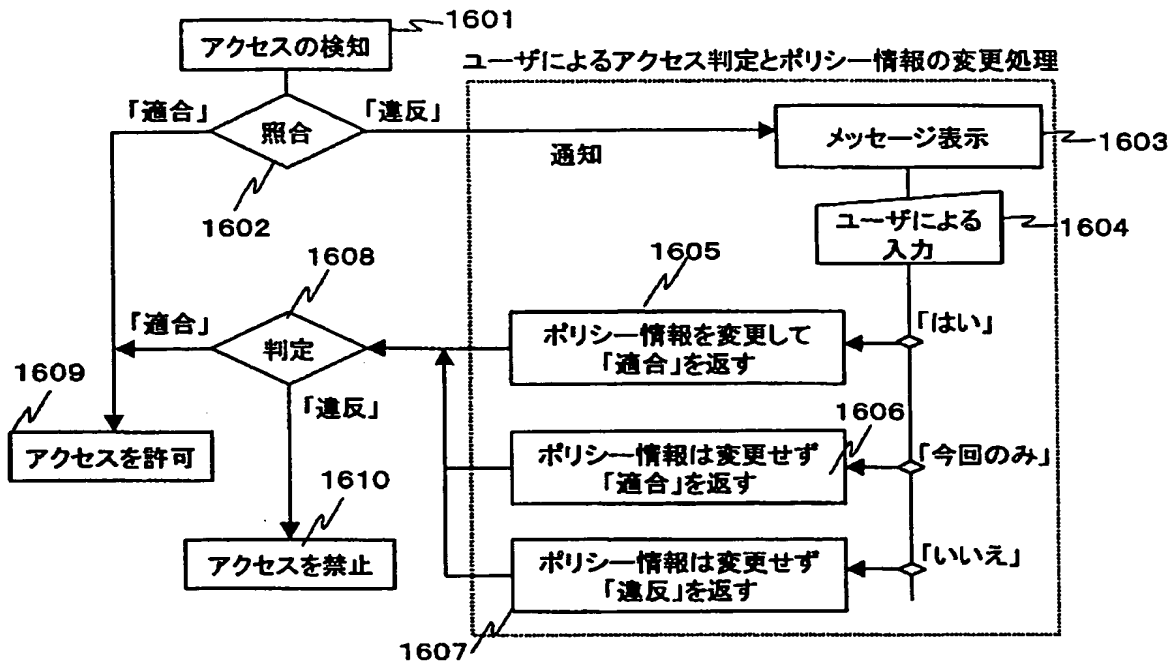 1601
アクセスの検知
ユーザによるアクセス判定とポリシー情報の変更処理
「適合」
「違反」
照合
通知
メッセージ表示
1603
1602
ユーザによる
入力
1604
1605
1608
「適合」
判定
ポリシー情報を変更して
「適合」を返す
「はい」
1609
「違反」
1606
アクセスを許可
ポリシー情報は変更せず
「適合」を返す
「今回のみ」
1610
アクセスを禁止
ポリシー情報は変更せず
「違反」を返す
「いいえ」
1607